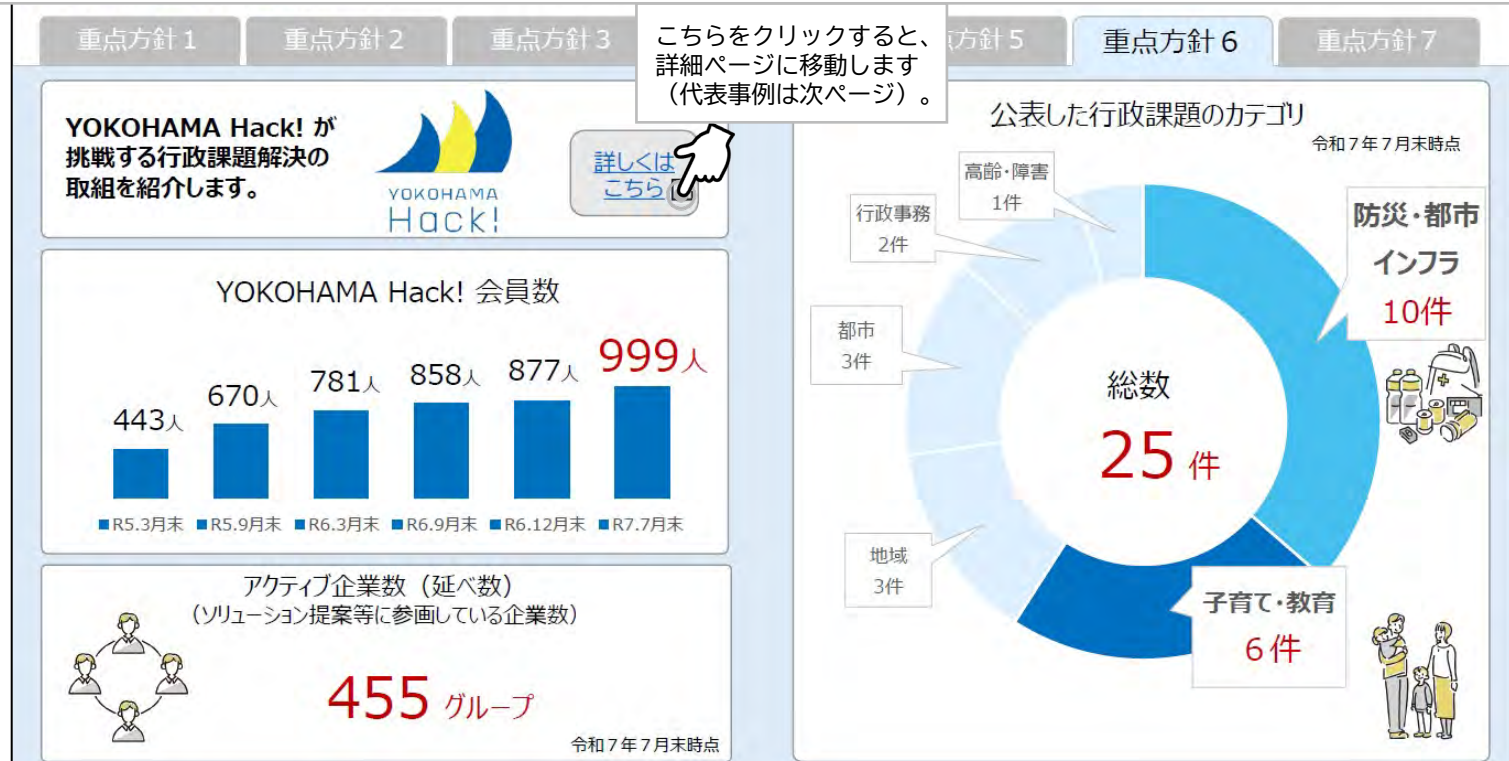 重点方針1
重点方針2
重点方針3
こちらをクリックすると、
詳細ページに移動します
（代表事例は次ページ）。
方針5
重点方針6
重点方針7
YOKOHAMA Hack! が
挑戦する行政課題解決の
取組を紹介します。
YOKOHAMA
Hack!
詳しくは
こちら
YOKOHAMA Hack! 会員数
443人
670人
781人
858人
877人
999人
R5.3月末
R5.9月末
R6.3月末
R6.9月末
R6.12月末
R7.7月末
アクティブ企業数（延べ数）
（ソリューション提案等に参画している企業数）
455 グループ
令和7年7月末時点
公表した行政課題のカテゴリ
令和7年7月末時点
高齢・障害
1件
行政事務
2件
都市
3件
地域
3件
防災・都市
インフラ
10件
子育て・教育
6件
総数
25 件